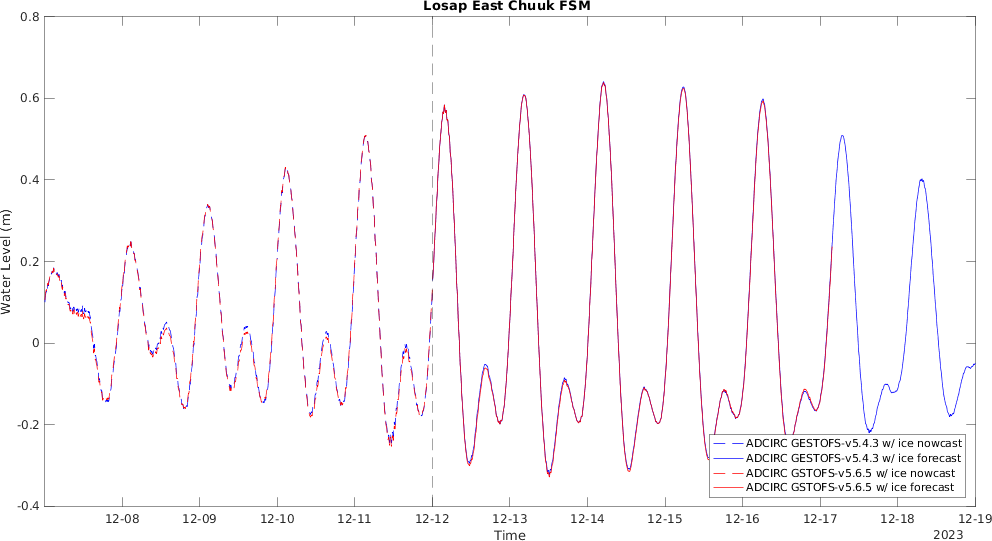 Losap East Chuuk FSM
0.8
0.6
0.4
0.2
0
-0.2
-0.4
Water Level (m)
ADCIRC GESTOFS-v5.4.3 w/ ice nowcast
ADCIRC GESTOFS-v5.4.3 w/ ice forecast
ADCIRC GSTOFS-v5.6.5 w/ ice nowcast
ADCIRC GSTOFS-v5.6.5 w/ ice forecast
12-08 12-09 12-10 12-11 12-12 12-13 12-14 12-15 12-16 12-17 12-18 12-19
Time
2023